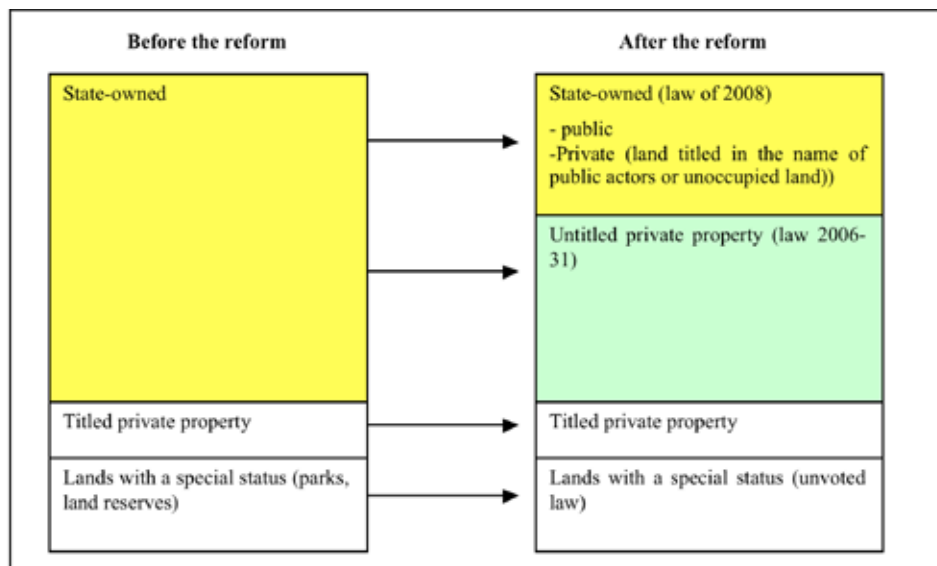 Before the reform
After the reform
State-owned
State-owned (law of 2008)
- public
-Private (land titled in the name of
public actors or unoccupied land))
Untitled private property (law 2006-
31)
Titled private property
Titled private property
Lands with a special status (parks,
land reserves)
Lands with a special status (unvoted
law)